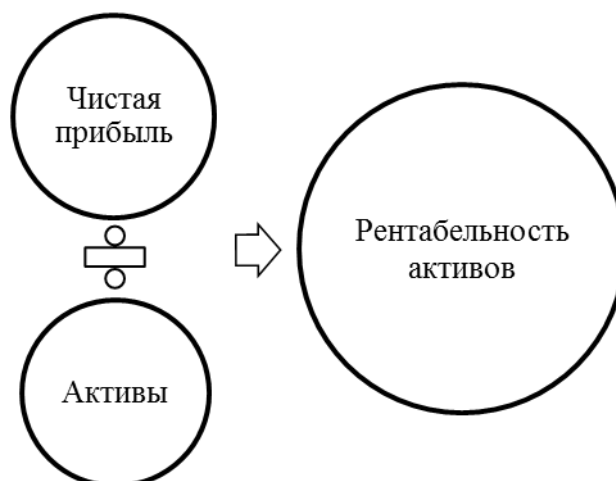 Чистая
прибыль
Активы
Рентабельность
активов